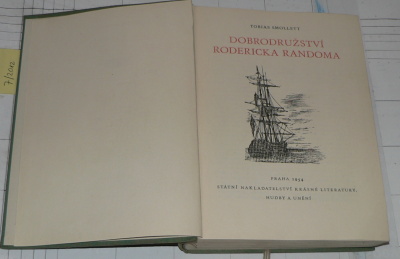 TOBIAS SMOLLETT
DOBRODRUŽSTVÍ
RODERICKA RANDOMA
PRAHA 1954
STÁTNÍ NAKLADATELSTVÍ KRÁSNÉ LITERATURY,
HUDBY A UMĚNÍ